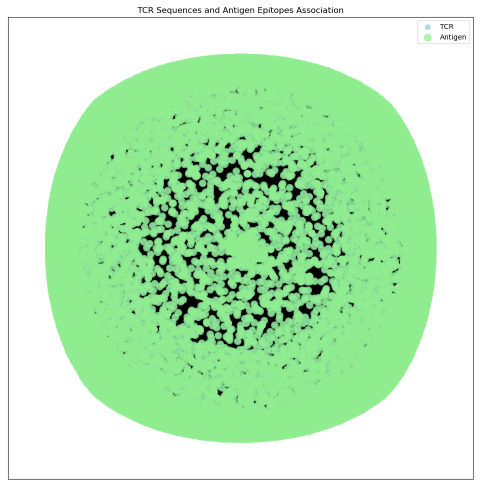 TCR Sequences and Antigen Epitopes Association
TCR
Antigen